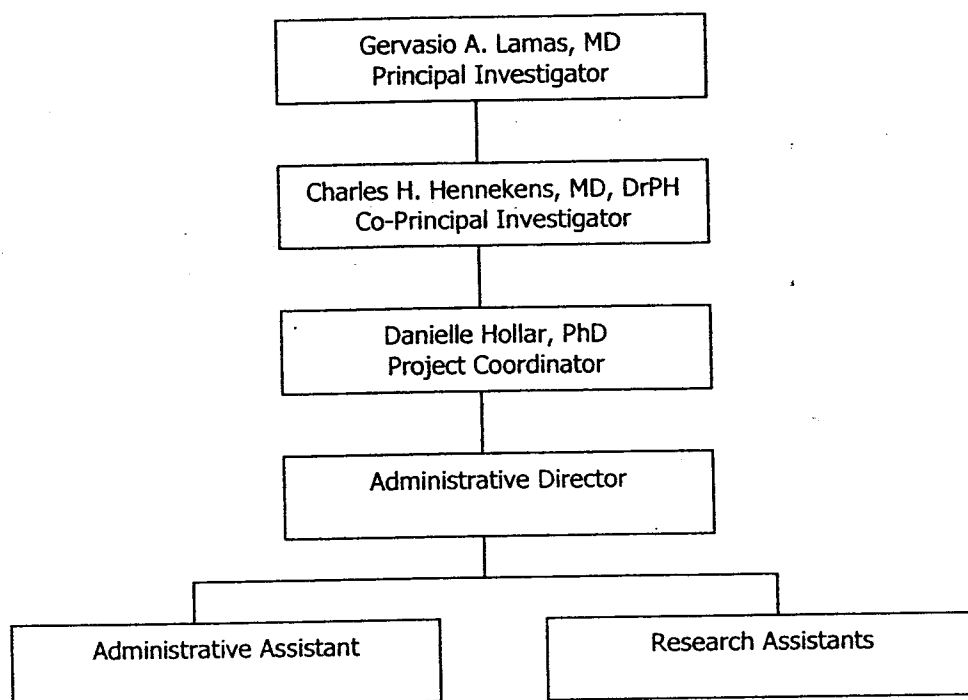 Gervasio A. Lamas, MD
Principal Investigator
Charles H. Hennekens, MD, DrPH
Co-Principal Investigator
Danielle Hollar, PhD
Project Coordinator
Administrative Director
Administrative Assistant
Research Assistants